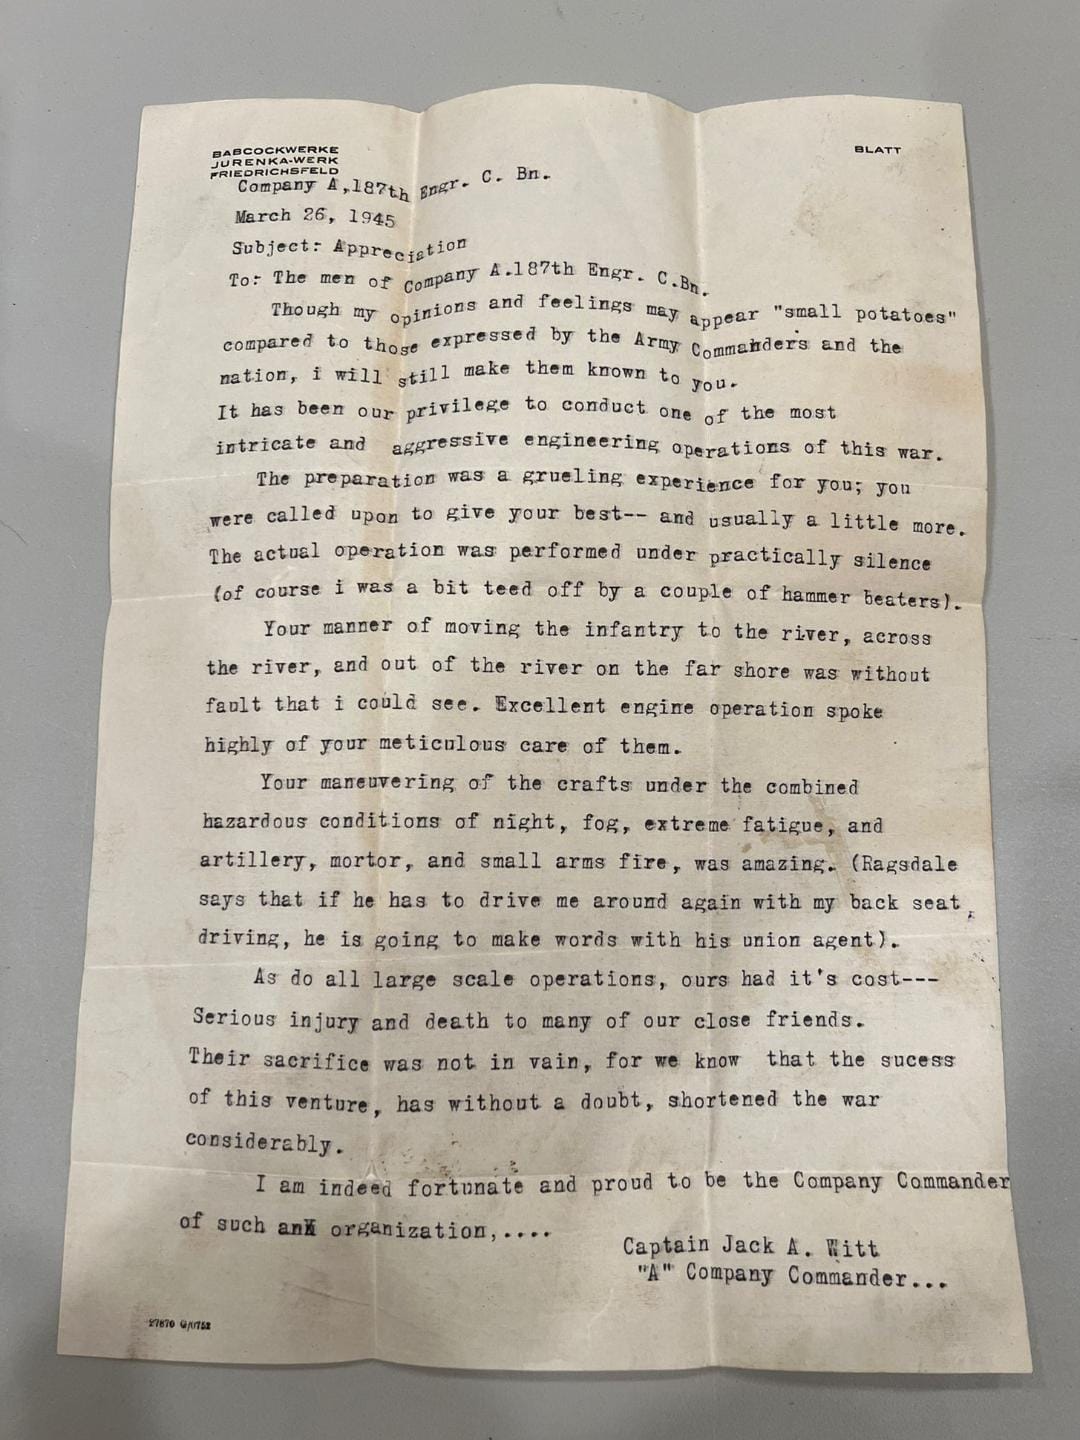 BABCOCKWERKE
JURENKA-WERK
FRIEDRICHSFELD
BLATT
Company A,187th Engr. C. Bn.
March 26, 1945
Subject: Appreciation
To: The men of Company A.187th Engr. C.Bn.
Though my opinions and feelings may appear "small potatoes"
compared to those expressed by the Army Commanders and the
nation, i will still make them known to you.
It has been our privilege to conduct one of the most
intricate and aggressive engineering operations of this war.
The preparation was a grueling experience for you; you
were called upon to give your best-- and usually a little more.
The actual operation was performed under practically silence
(of course i was a bit teed off by a couple of hammer beaters).
Your manner of moving the infantry to the river, across
the river, and out of the river on the far shore was without
fault that i could see. Excellent engine operation spoke
highly of your meticulous care of them.
Your maneuvering of the crafts under the combined
hazardous conditions of night, fog, extreme fatigue, and
artillery, mortor, and small arms fire, was amazing. (Ragsdale
says that if he has to drive me around again with my back seat
driving, he is going to make words with his union agent).
As do all large scale operations, ours had it's cost---
Serious injury and death to many of our close friends.
Their sacrifice was not in vain, for we know that the sucess
of this venture, has without a doubt, shortened the war
considerably.
I am indeed fortunate and proud to be the Company Commander
of such an organization,....
Captain Jack A. Witt
"A" Company Commander...